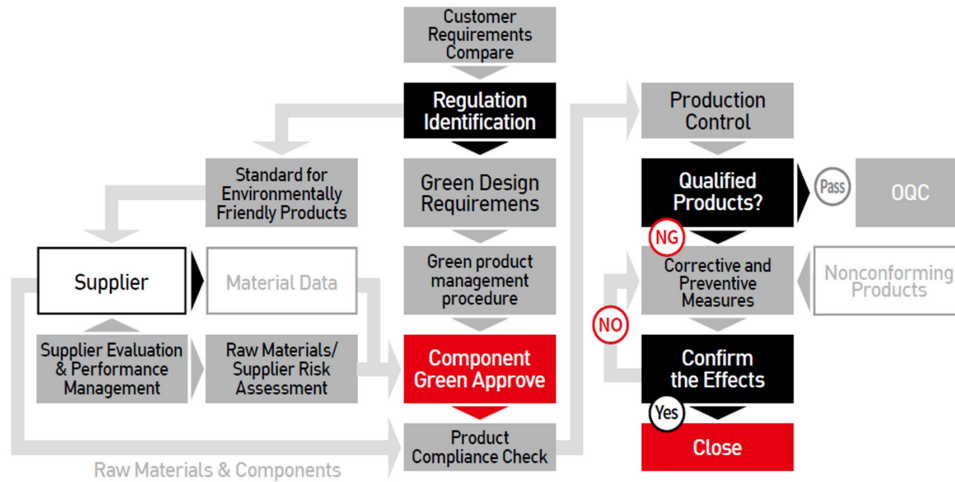 Customer
Requirements
Compare
Regulation
Identification
Standard for
Environmentally
Friendly Products
Green Design
Requiremens
Supplier
Material Data
Green product
management
procedure
Supplier Evaluation
& Performance
Management
Raw Materials/
Supplier Risk
Assessment
Component
Green Approve
Product
Compliance Check
Raw Materials & Components
Production
Control
Qualified
Products?
Pass
OQC
NG
Corrective and
Preventive
Measures
Nonconforming
Products
NO
Confirm
the Effects
Yes
Close